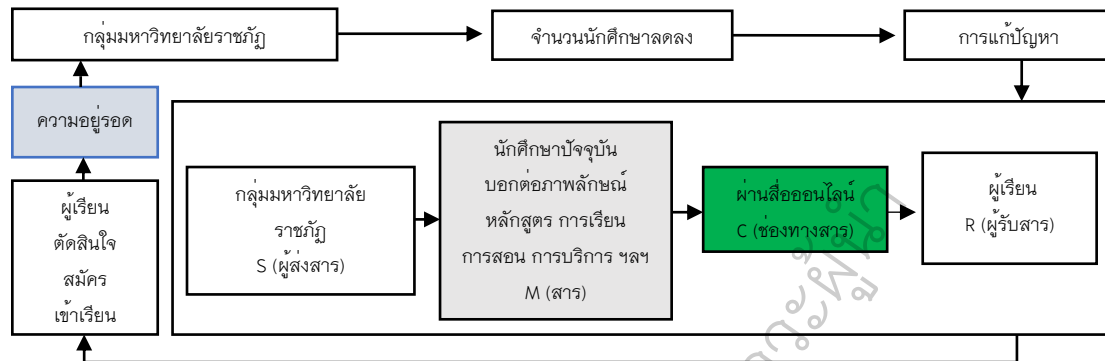 กลุ่มมหาวิทยาลัยราชภัฏ
จำนวนนักศึกษาลดลง
การแก้ปัญหา
ความอยู่รอด
ผู้เรียน
ตัดสินใจ
สมัคร
เข้าเรียน
กลุ่มมหาวิทยาลัย
ราชภัฏ
S (ผู้ส่งสาร)
นักศึกษาปัจจุบัน
บอกต่อภาพลักษณ์
หลักสูตร การเรียน
การสอน การบริการ ฯลฯ
M (สาร)
ผ่านสื่อออนไลน์
C (ช่องทางสาร)
ผู้เรียน
R (ผู้รับสาร)